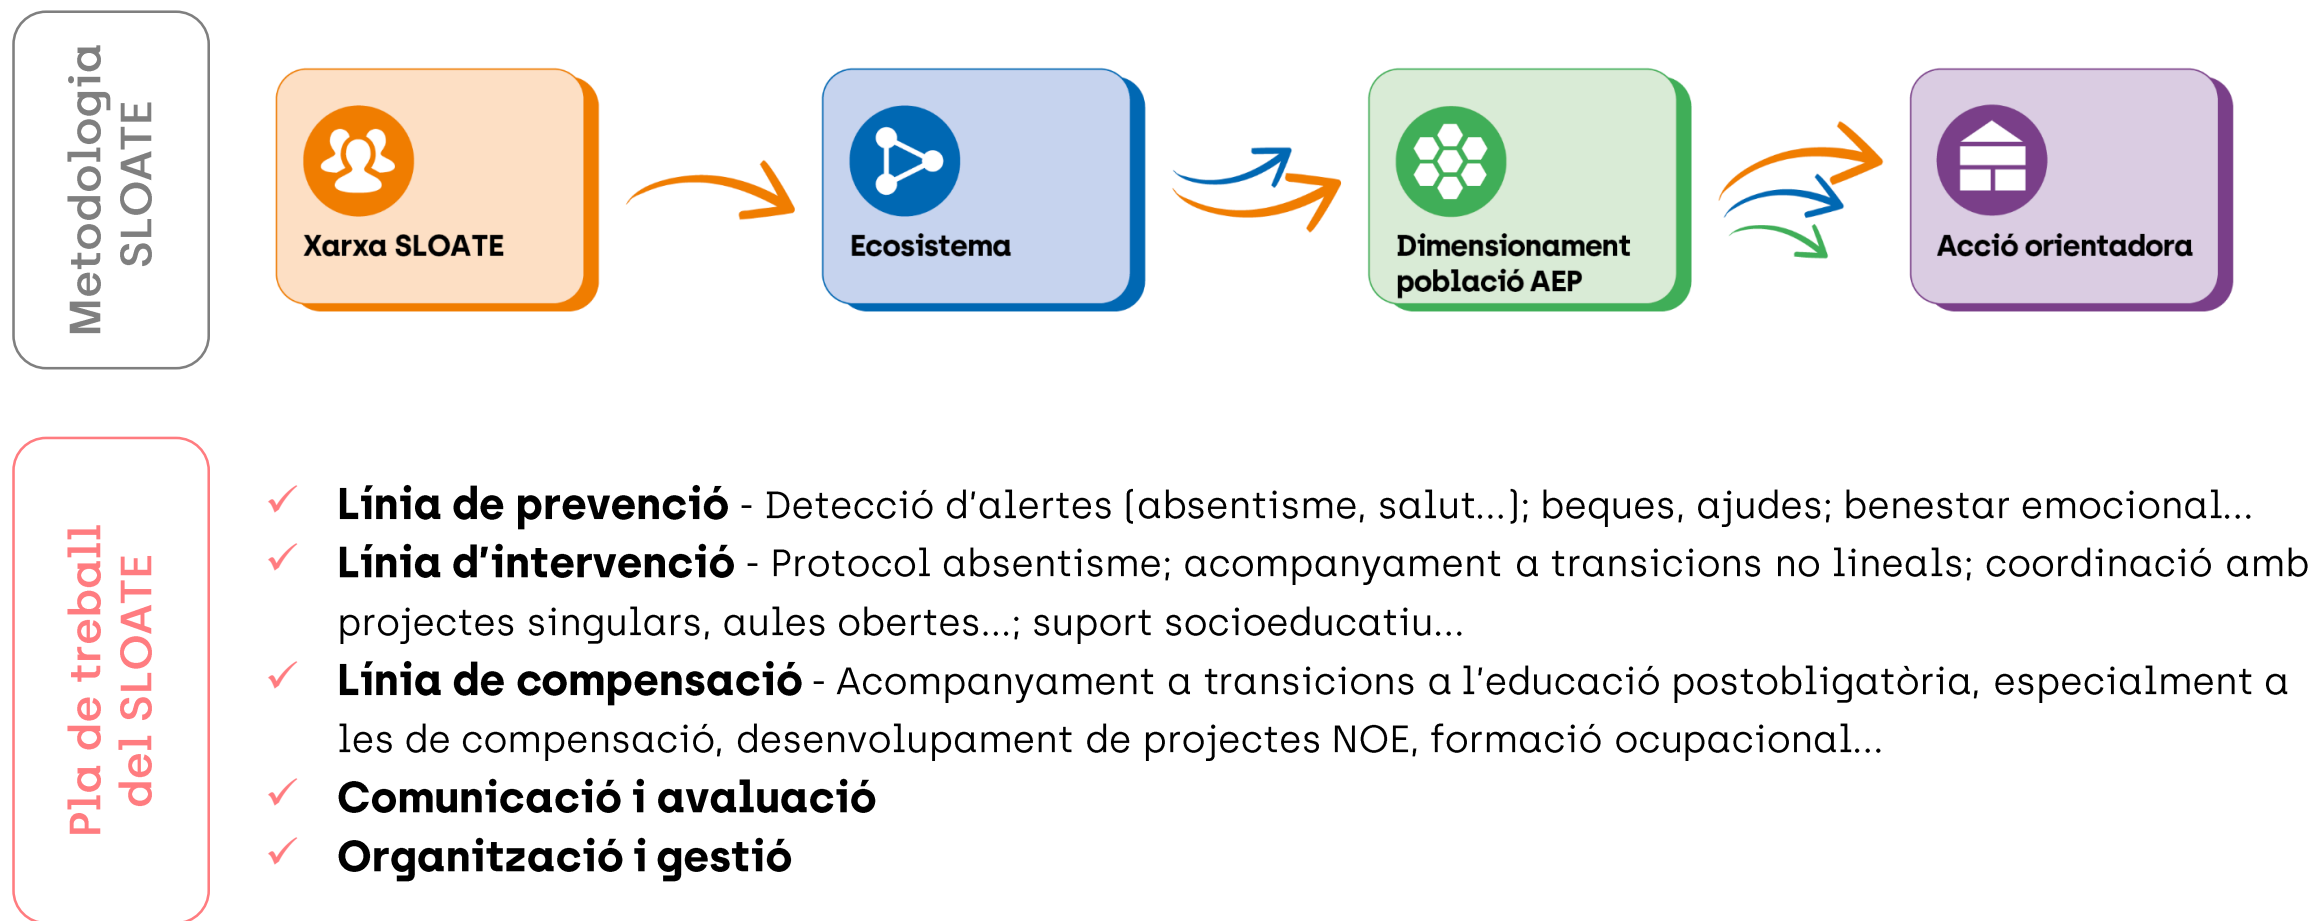 Metodologia
SLOATE
Xarxa SLOATE
Ecosistema
Dimensionament
població AEP
Acció orientadora
Pla de treball
del SLOATE
Línia de prevenció - Detecció d’alertes (absentisme, salut...); beques, ajudes; benestar emocional...
Línia d’intervenció - Protocol absentisme; acompanyament a transicions no lineals; coordinació amb
projectes singulars, aules obertes...; suport socioeducatiu...
Línia de compensació - Acompanyament a transicions a l’educació postobligatòria, especialment a
les de compensació, desenvolupament de projectes NOE, formació ocupacional...
Comunicació i avaluació
Organització i gestió